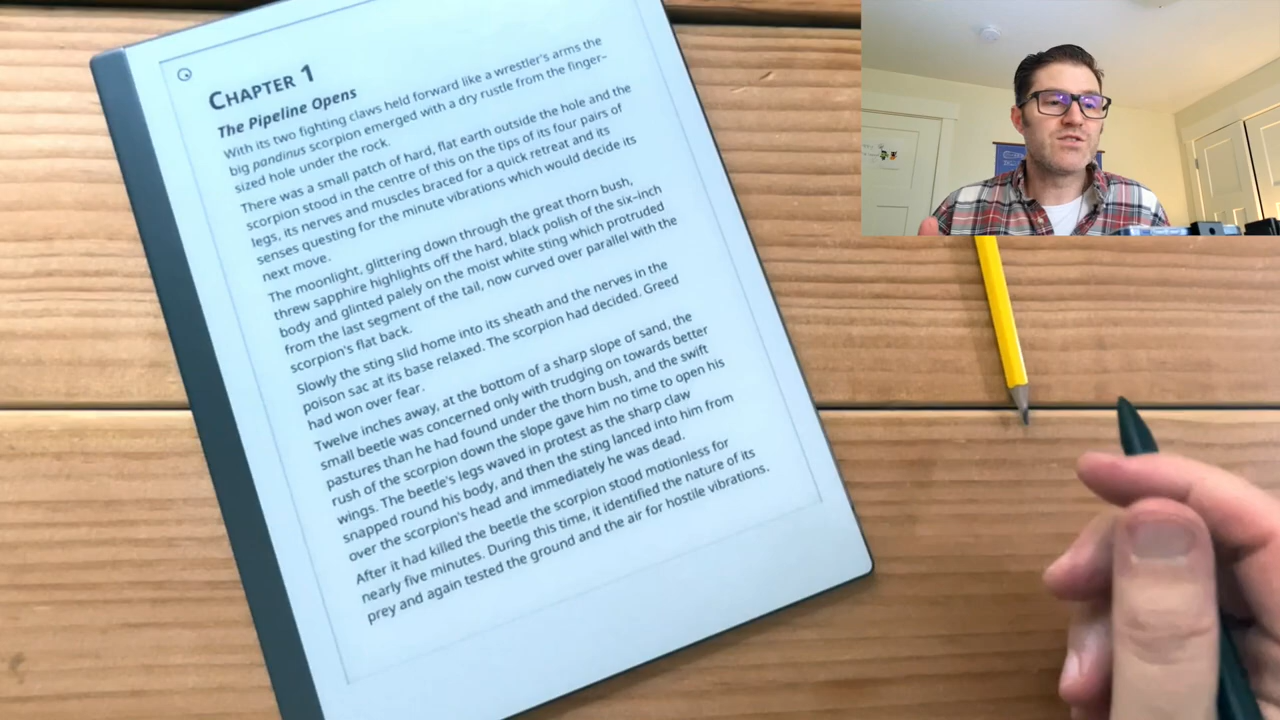 CHAPTER 1
The Pipeline Opens
With its two fighting claws held forward like a wrestler's arms the
big pandinus scorpion emerged with a dry rustle from the finger-
sized hole under the rock.
There was a small patch of hard, flat earth outside the hole and the
scorpion stood in the centre of this on the tips of its four pairs of
legs, its nerves and muscles braced for a quick retreat and its
senses questing for the minute vibrations which would decide its
next move.
The moonlight, glittering down through the great thorn bush,
threw sapphire highlights off the hard, black polish of the six-inch
body and glinted palely on the moist white sting which protruded
from the last segment of the tail, now curved over parallel with the
scorpion's flat back.
Slowly the sting slid home into its sheath and the nerves in the
poison sac at its base relaxed. The scorpion had decided. Greed
had won over fear.
Twelve inches away, at the bottom of a sharp slope of sand, the
small beetle was concerned only with trudging on towards better
pastures than he had found under the thorn bush, and the swift
rush of the scorpion down the slope gave him no time to open his
wings. The beetle's legs waved in protest as the sharp claw
snapped round his body, and then the sting lanced into him from
over the scorpion's head and immediately he was dead.
After it had killed the beetle the scorpion stood motionless for
nearly five minutes. During this time, it identified the nature of its
prey and again tested the ground and the air for hostile vibrations.